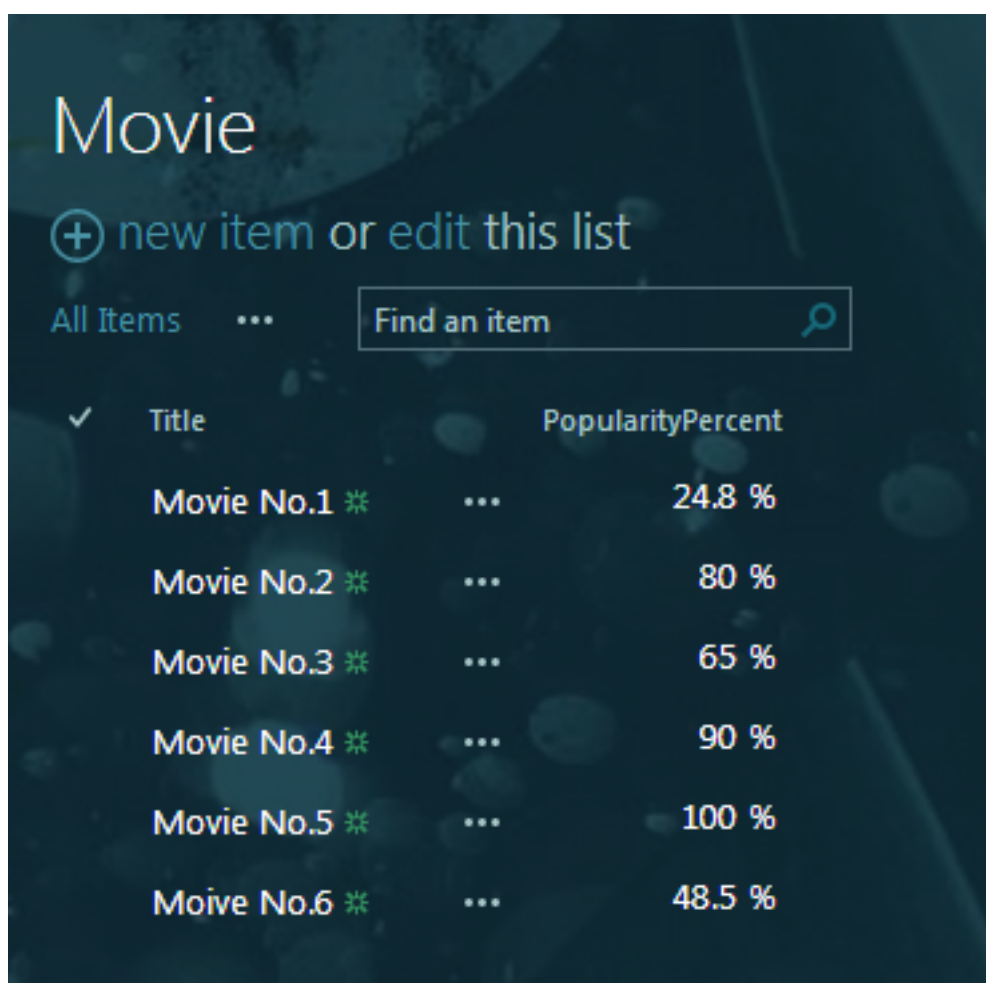 Movie
new item or edit this list
All Items ••• Find an item
Title PopularityPercent
Movie No.1 ••• 24.8 %
Movie No.2 ••• 80 %
Movie No.3 ••• 65 %
Movie No.4 ••• 90 %
Movie No.5 ••• 100 %
Moive No.6 ••• 48.5 %